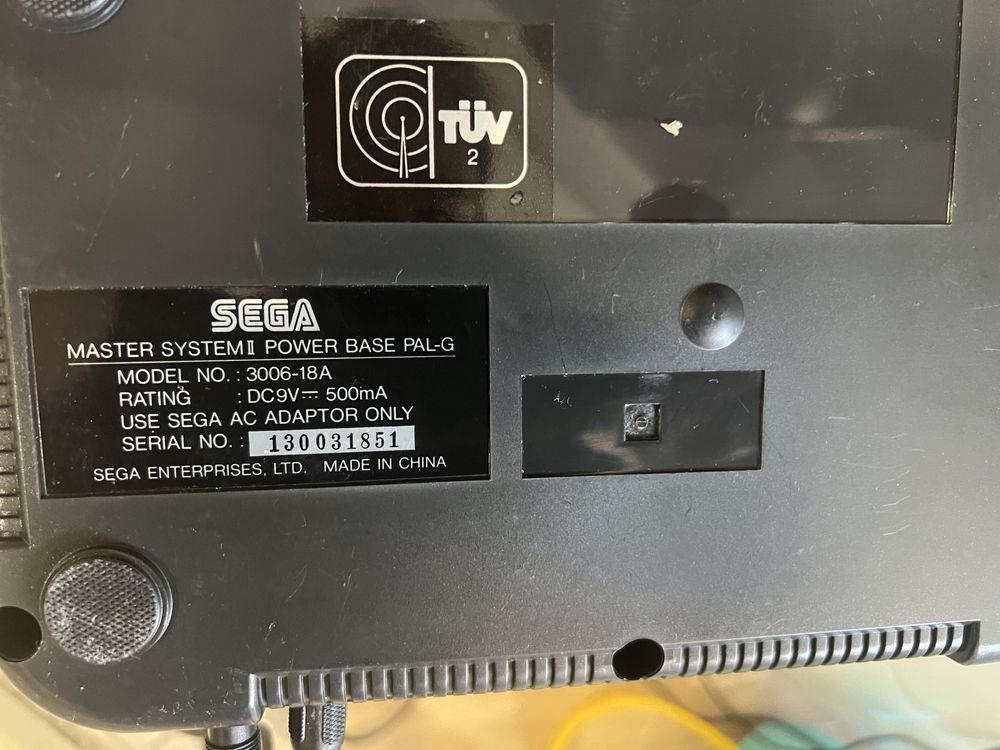 TÜV
2
SEGA
MASTER SYSTEM II POWER BASE PAL-G
MODEL NO. : 3006-18A
RATING : DC9V⎓ 500mA
USE SEGA AC ADAPTOR ONLY
SERIAL NO. : 130031851
SEGA ENTERPRISES, LTD. MADE IN CHINA